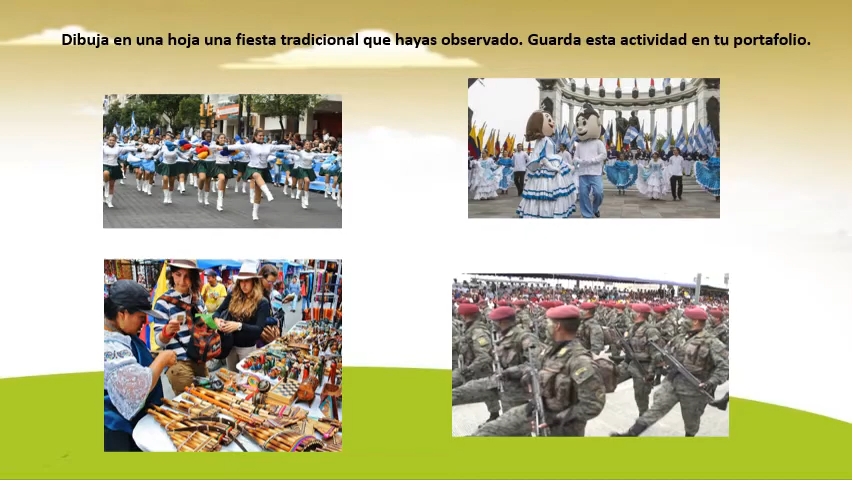 Dibuja en una hoja una fiesta tradicional que hayas observado. Guarda esta actividad en tu portafolio.